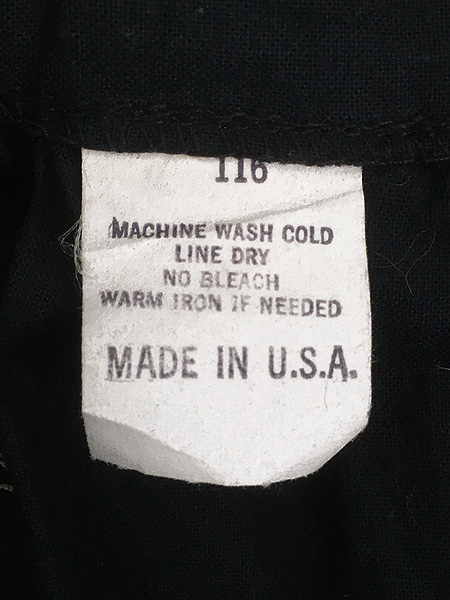 116
MACHINE WASH COLD
LINE DRY
NO BLEACH
WARM IRON IF NEEDED
MADE IN U.S.A.